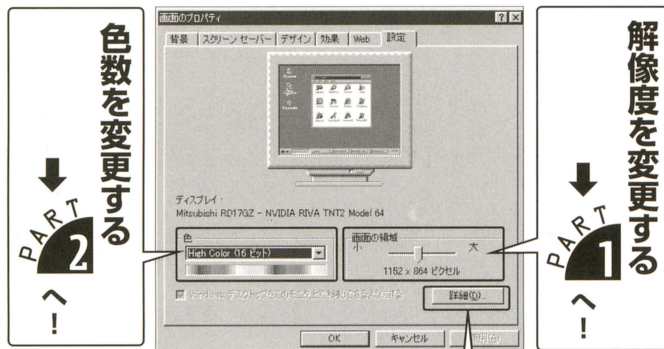 色数を変更する
PART
2
へ!
画面のプロパティ
背景 スクリーン セーバー デザイン 効果 Web 設定
ディスプレイ:
Mitsubishi RD17GZ - NVIDIA RIVA TNT2 Model 64
色
High Color (16 ビット)
画面の領域
小 大
1152 x 864 ピクセル
詳細(D)...
OK キャンセル 適用(A)
解像度を変更する
PART
1
へ!